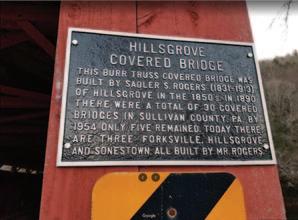 HILLSGROVE
COVERED BRIDGE
THIS BURR TRUSS COVERED BRIDGE WAS
BUILT BY SADLER S. ROGERS (1831-1913),
OF HILLSGROVE IN THE 1850'S. IN 1890
THERE WERE A TOTAL OF 30 COVERED
BRIDGES IN SULLIVAN COUNTY, PA. BY
1954 ONLY FIVE REMAINED. TODAY THERE
ARE THREE: FORKSVILLE, HILLSGROVE
AND SONESTOWN, ALL BUILT BY MR. ROGERS.
Google